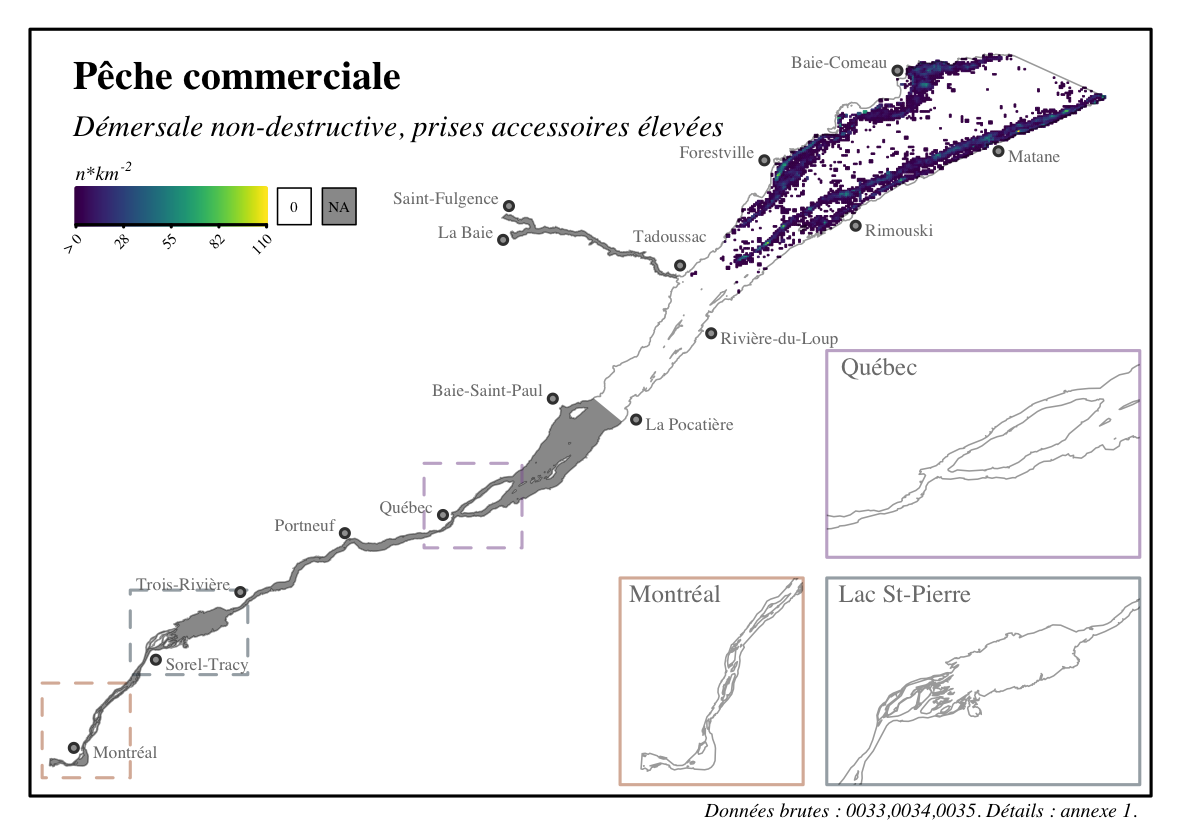 Pêche commerciale
Démersale non-destructive, prises accessoires élevées
n*km-2
0
NA
> 0
28
55
82
110
Baie-Comeau
Forestville
Matane
Saint-Fulgence
La Baie
Tadoussac
Rimouski
Rivière-du-Loup
Baie-Saint-Paul
La Pocatière
Québec
Portneuf
Trois-Rivière
Sorel-Tracy
Montréal
Québec
Montréal
Lac St-Pierre
Données brutes : 0033,0034,0035. Détails : annexe 1.